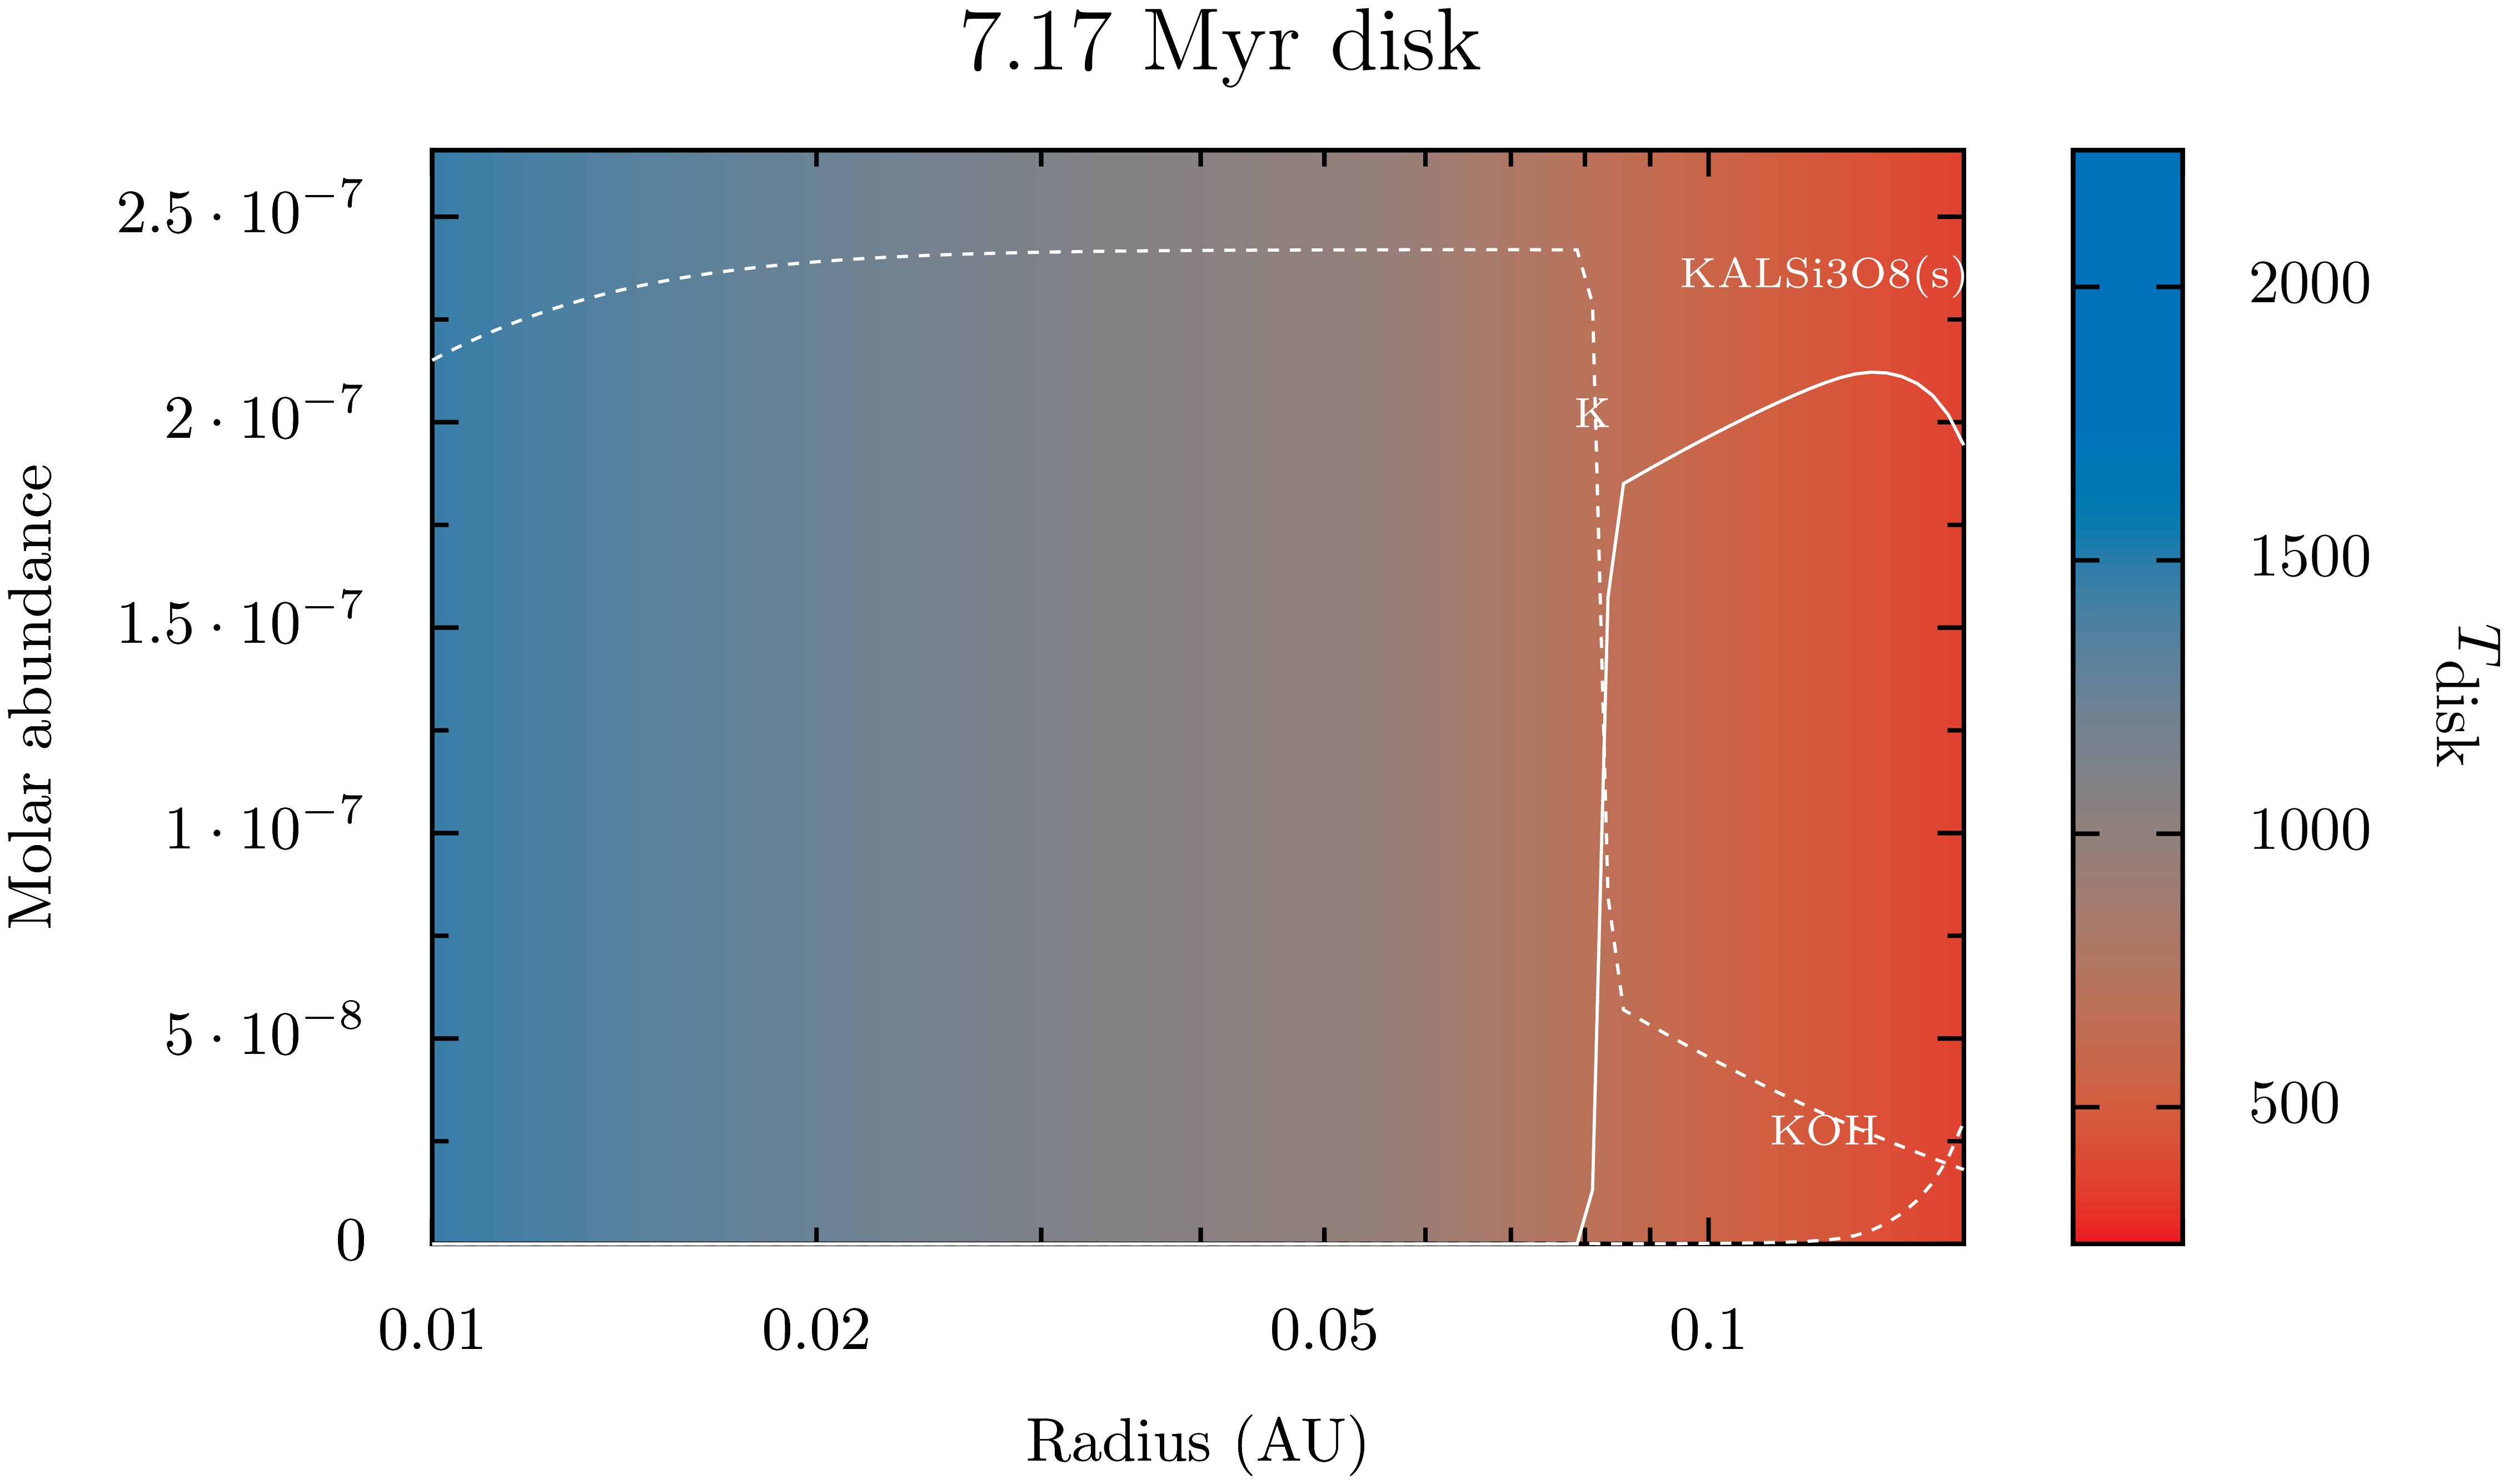 7.17 Myr disk
2.5 · 10⁻⁷
2 · 10⁻⁷
1.5 · 10⁻⁷
1 · 10⁻⁷
5 · 10⁻⁸
0
Molar abundance
KALSi3O8(s)
K
KOH
0.01 0.02 0.05 0.1
Radius (AU)
2000
1500
1000
500
T_disk